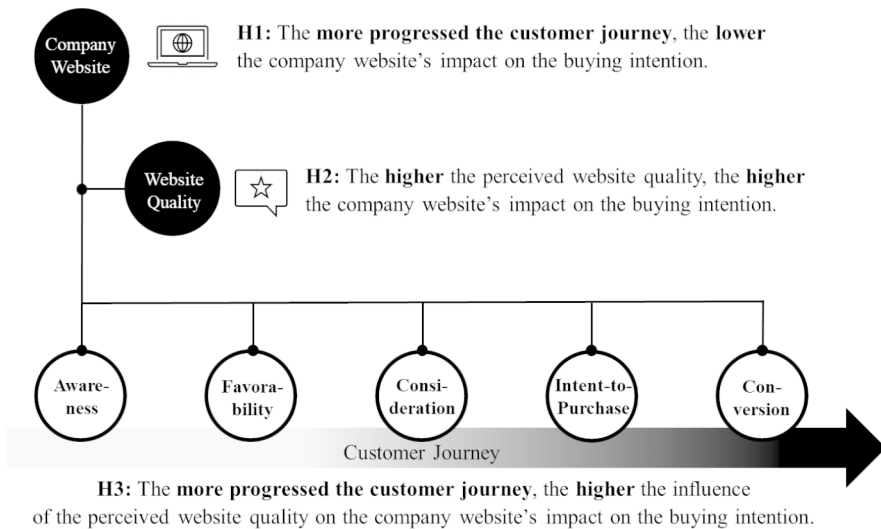 Company
Website
H1: The more progressed the customer journey, the lower
the company website's impact on the buying intention.
Website
Quality
H2: The higher the perceived website quality, the higher
the company website's impact on the buying intention.
Aware-
ness
Favora-
bility
Consi-
deration
Intent-to-
Purchase
Con-
version
Customer Journey
H3: The more progressed the customer journey, the higher the influence
of the perceived website quality on the company website's impact on the buying intention.